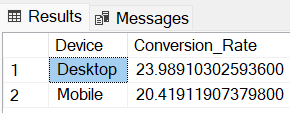 Results Messages
Device Conversion_Rate
1 Desktop 23.98910302593600
2 Mobile 20.41911907379800